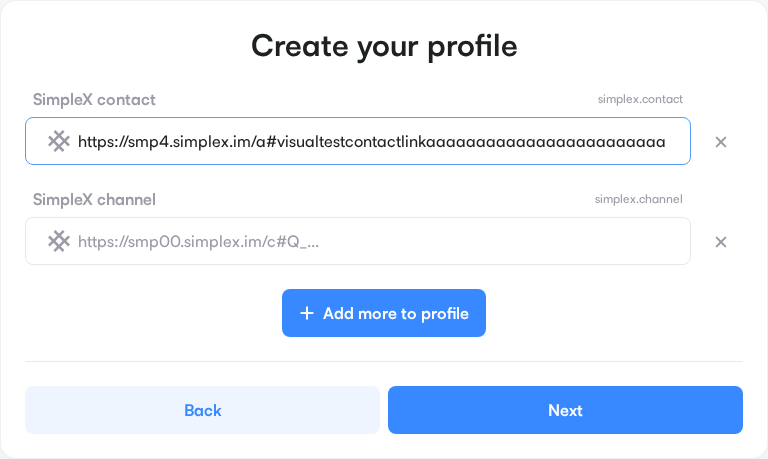 Create your profile
SimpleX contact
simplex.contact
https://smp4.simplex.im/a#visualtestcontactlinkaaaaaaaaaaaaaaaaaaaaaaaa
SimpleX channel
simplex.channel
https://smp00.simplex.im/c#Q_...
Add more to profile
Back
Next